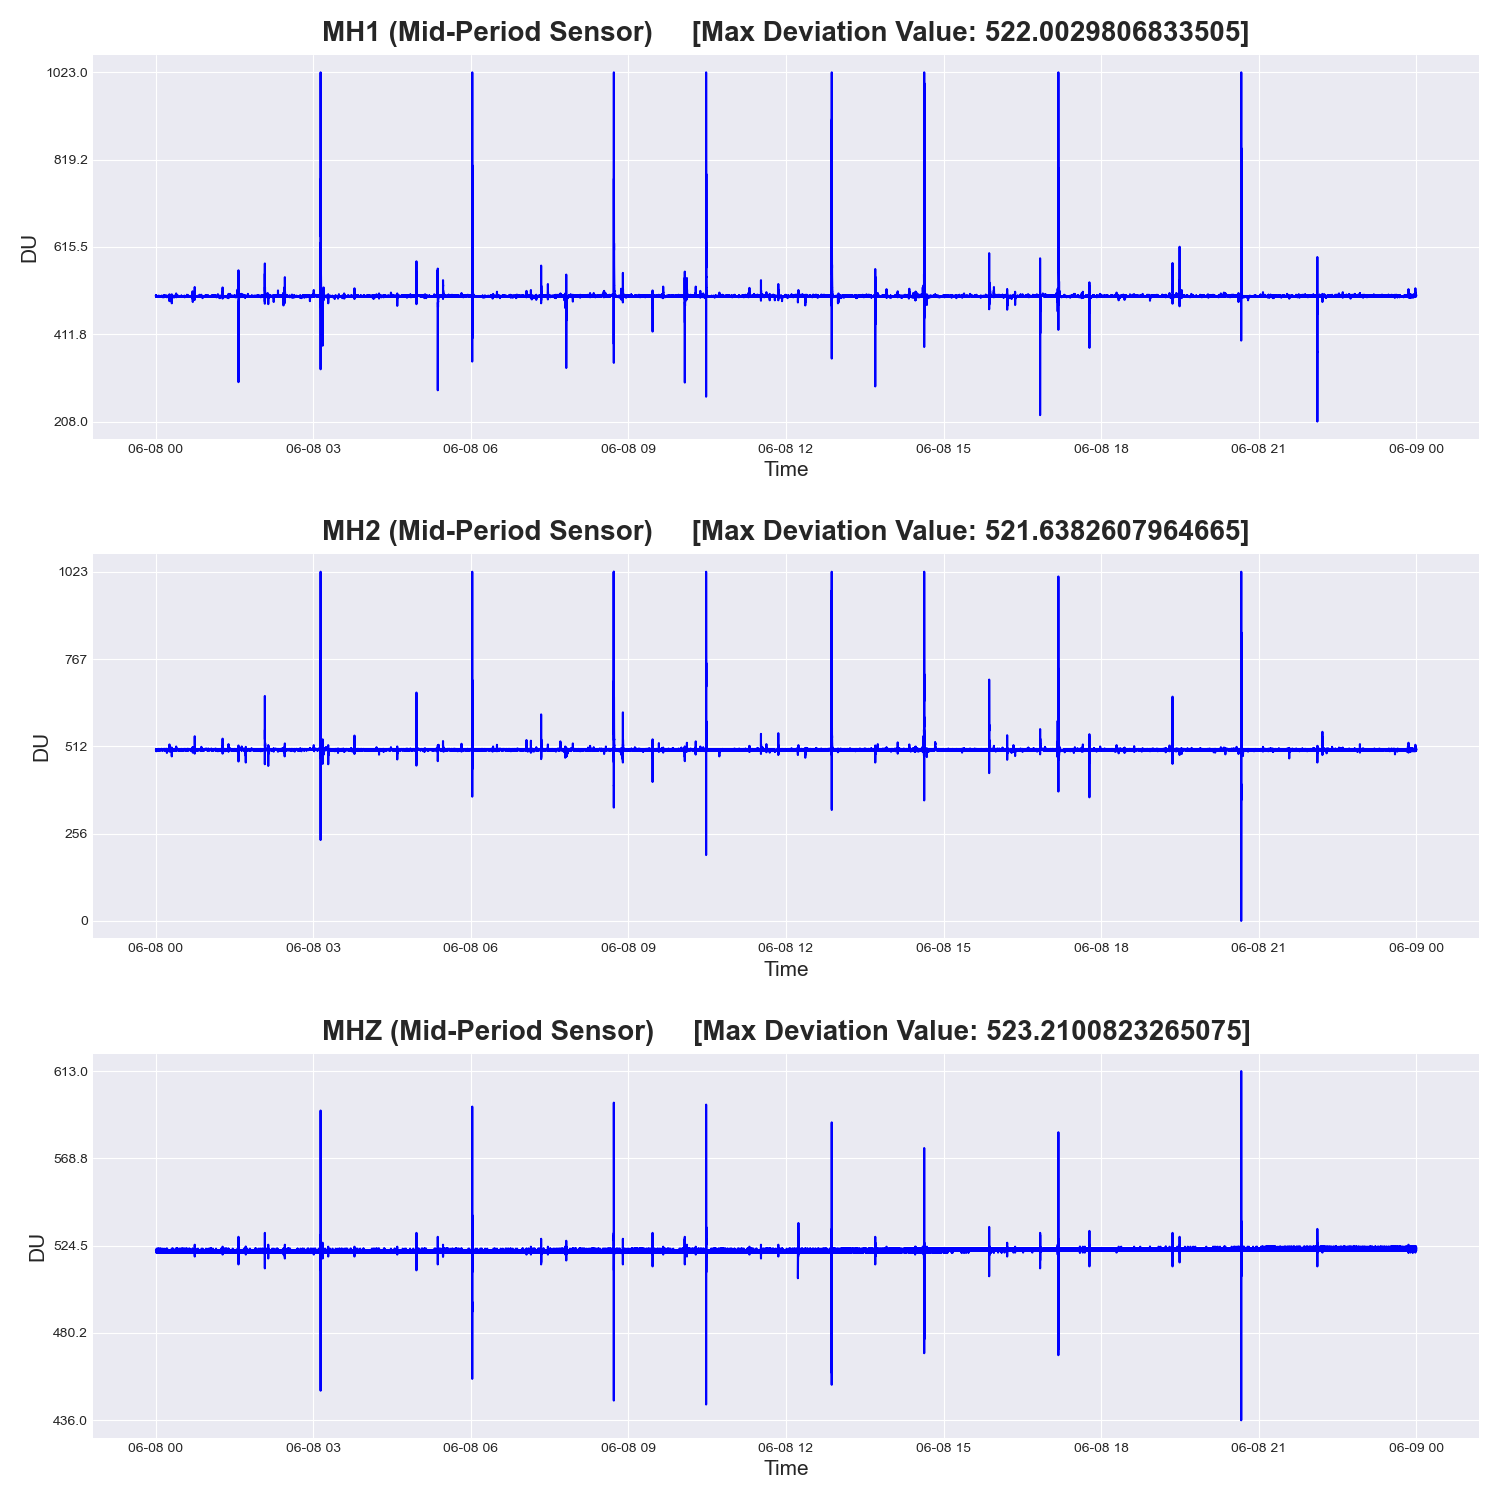 MH1 (Mid-Period Sensor) [Max Deviation Value: 522.0029806833505]
1023.0
819.2
615.5
411.8
208.0
DU
06-08 00 06-08 03 06-08 06 06-08 09 06-08 12 06-08 15 06-08 18 06-08 21 06-09 00
Time
MH2 (Mid-Period Sensor) [Max Deviation Value: 521.6382607964665]
1023
767
512
256
0
DU
06-08 00 06-08 03 06-08 06 06-08 09 06-08 12 06-08 15 06-08 18 06-08 21 06-09 00
Time
MHZ (Mid-Period Sensor) [Max Deviation Value: 523.2100823265075]
613.0
568.8
524.5
480.2
436.0
DU
06-08 00 06-08 03 06-08 06 06-08 09 06-08 12 06-08 15 06-08 18 06-08 21 06-09 00
Time